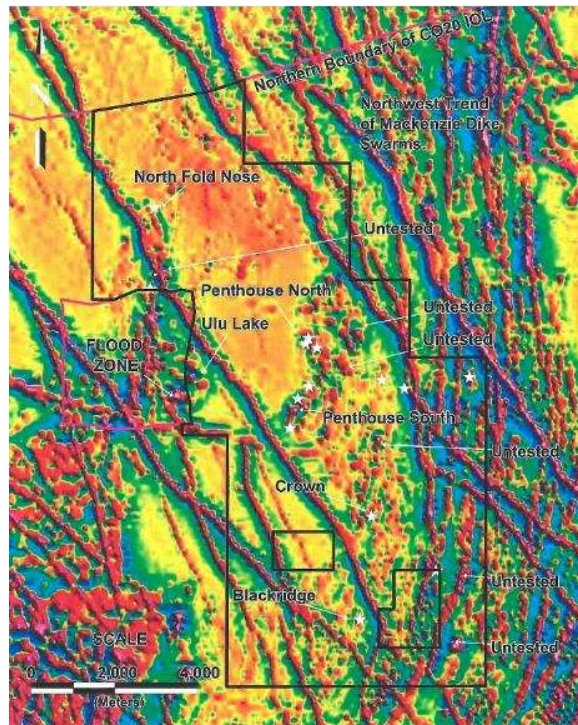 Northern Boundary of CO20 IOL
N
Northwest Trend
of Mackenzie Dike
Swarms.
North Fold Nose
Untested
Penthouse North
Untested
Ulu Lake
Untested
FLOOD
ZONE
Penthouse South
Untested
Crown
Untested
Blackridge
Untested
SCALE
0 2,000 4,000
(Meters)